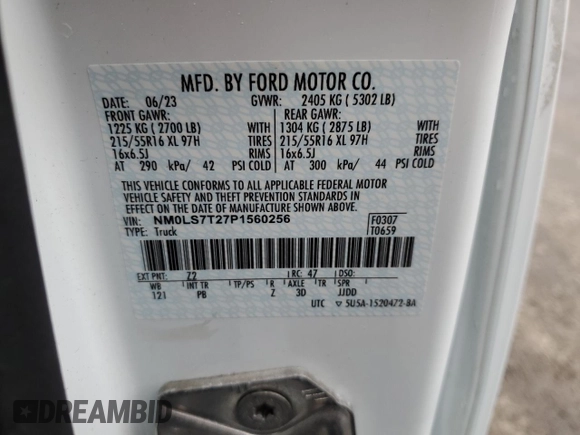 MFD. BY FORD MOTOR CO.
DATE: 06/23 GVWR: 2405 KG ( 5302 LB)
FRONT GAWR: REAR GAWR:
1225 KG ( 2700 LB) WITH 1304 KG ( 2875 LB) WITH
215/55R16 XL 97H TIRES 215/55R16 XL 97H TIRES
16x6.5J RIMS 16x6.5J RIMS
AT 290 kPa/ 42 PSI COLD AT 300 kPa/ 44 PSI COLD
THIS VEHICLE CONFORMS TO ALL APPLICABLE FEDERAL MOTOR
VEHICLE SAFETY AND THEFT PREVENTION STANDARDS IN
EFFECT ON THE DATE OF MANUFACTURE SHOWN ABOVE.
VIN: NM0LS7T27P1560256 F0307
TYPE: Truck T0659
EXT PNT: Z2 RC: 47 DSO:
WB INT TR TP/PS R AXLE TR SPR
121 PB Z 3D JJDD
UTC ▽ 5U5A-1520472-BA
DREAMBID